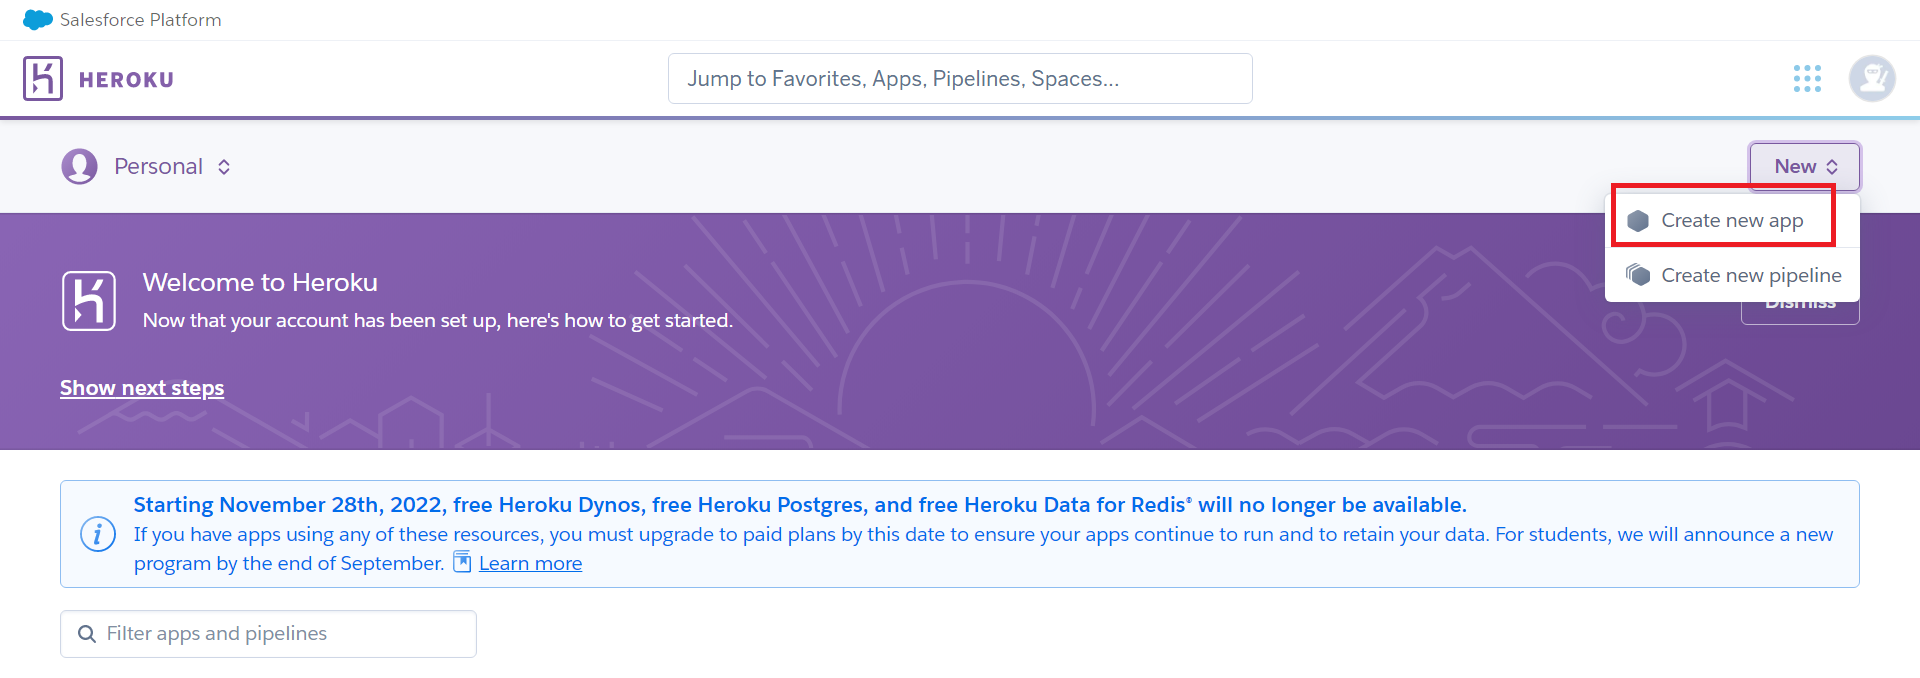 Salesforce Platform
HEROKU
Jump to Favorites, Apps, Pipelines, Spaces...
Personal
New
Create new app
Create new pipeline
Dismiss
Welcome to Heroku
Now that your account has been set up, here's how to get started.
Show next steps
Starting November 28th, 2022, free Heroku Dynos, free Heroku Postgres, and free Heroku Data for Redis® will no longer be available.
If you have apps using any of these resources, you must upgrade to paid plans by this date to ensure your apps continue to run and to retain your data. For students, we will announce a new
program by the end of September. Learn more
Filter apps and pipelines